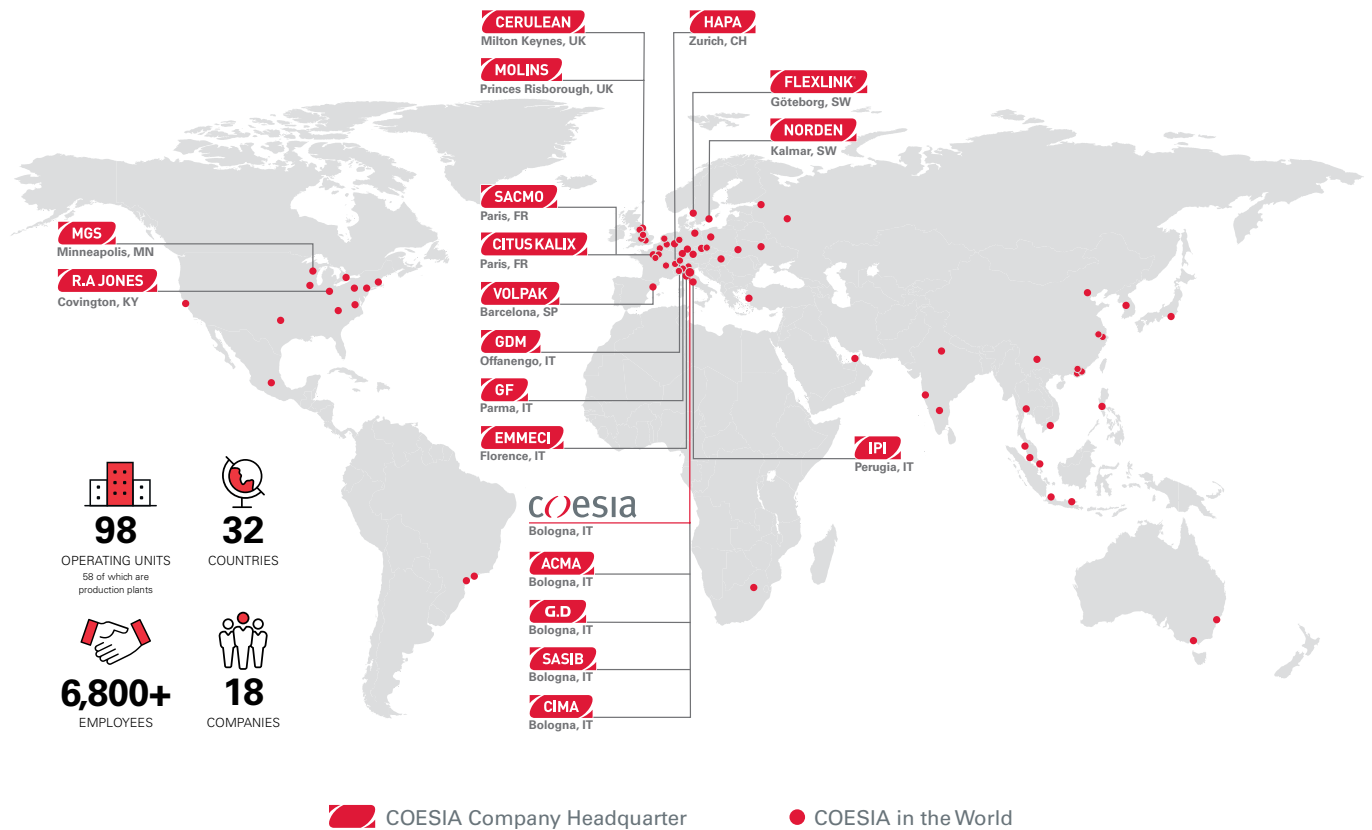 CERULEAN
Milton Keynes, UK
HAPA
Zurich, CH
MOLINS
Princes Risborough, UK
FLEXLINK®
Göteborg, SW
NORDEN
Kalmar, SW
SACMO
Paris, FR
MGS
Minneapolis, MN
CITUS KALIX
Paris, FR
R.A JONES
Covington, KY
VOLPAK
Barcelona, SP
GDM
Offanengo, IT
GF
Parma, IT
EMMECI
Florence, IT
IPI
Perugia, IT
coesia
Bologna, IT
ACMA
Bologna, IT
G.D
Bologna, IT
SASIB
Bologna, IT
CIMA
Bologna, IT
98
OPERATING UNITS
58 of which are
production plants
32
COUNTRIES
6,800+
EMPLOYEES
18
COMPANIES
COESIA Company Headquarter
COESIA in the World